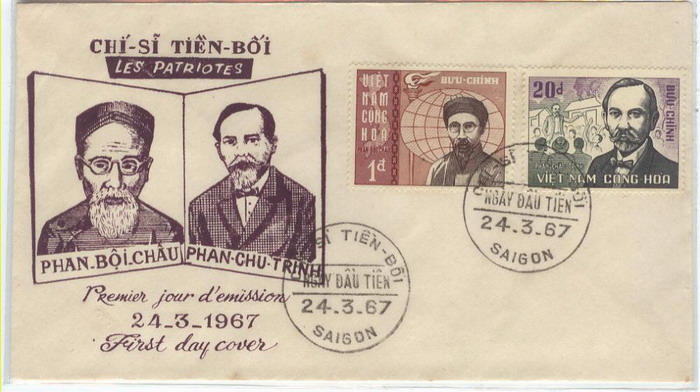 CHÍ-SĨ TIỀN-BỐI
LES PATRIOTES
PHAN-BỘI-CHÂU
PHAN-CHU-TRINH
Premier jour d'emission
24-3-1967
First day cover
VIỆT
NAM
CỘNG
HÒA
1đ
BƯU-CHÍNH
20đ
BƯU-CHÍNH
VIỆT NAM CỘNG HÒA
SĨ TIỀN-BỐI
NGÀY ĐẦU TIÊN
24.3.67
SAIGON
NGÀY ĐẦU TIÊN
24.3.67
SAIGON